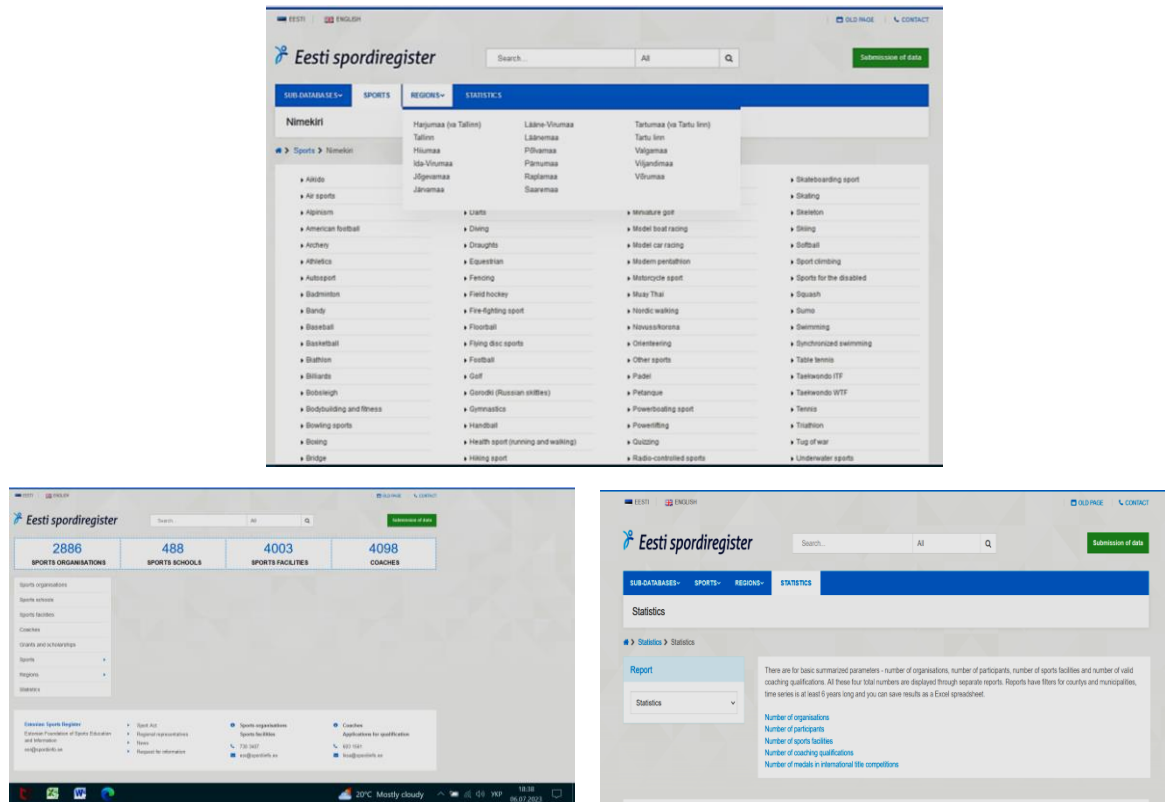 EESTI ENGLISH OLD PAGE CONTACT
Eesti spordiregister Search... All Submission of data
SUB-DATABASES SPORTS REGIONS STATISTICS
Nimekiri
Harjumaa (va Tallinn) Lääne-Virumaa Tartumaa (va Tartu linn)
Tallinn Läänemaa Tartu linn
Hiiumaa Põlvamaa Valgamaa
Ida-Virumaa Pärnumaa Viljandimaa
Jõgevamaa Raplamaa Võrumaa
Järvamaa Saaremaa
Sports Nimekiri
Aikido Skateboarding sport
Air sports Skating
Alpinism Darts Miniature golf Skeleton
American football Diving Model boat racing Skiing
Archery Draughts Model car racing Softball
Athletics Equestrian Modern pentathlon Sport climbing
Autosport Fencing Motorcycle sport Sports for the disabled
Badminton Field hockey Muay Thai Squash
Bandy Fire-fighting sport Nordic walking Sumo
Baseball Floorball Novuss/korona Swimming
Basketball Flying disc sports Orienteering Synchronized swimming
Biathlon Football Other sports Table tennis
Billiards Golf Padel Taekwondo ITF
Bobsleigh Gorodki (Russian skittles) Petanque Taekwondo WTF
Bodybuilding and fitness Gymnastics Powerboating sport Tennis
Bowling sports Handball Powerlifting Triathlon
Boxing Health sport (running and walking) Quizzing Tug of war
Bridge Hiking sport Radio-controlled sports Underwater sports
EESTI ENGLISH OLD PAGE CONTACT
Eesti spordiregister Search... All Submission of data
2886 488 4003 4098
SPORTS ORGANISATIONS SPORTS SCHOOLS SPORTS FACILITIES COACHES
Sports organisations
Sports schools
Sports facilities
Coaches
Grants and scholarships
Sports
Regions
Statistics
Estonian Sports Register Sport Act Sports organisations Coaches
Estonian Foundation of Sports Education Regional representatives Sports facilities Applications for qualification
and Information News
Request for information
20°C Mostly cloudy УКР 18:38
06.07.2023
EESTI ENGLISH OLD PAGE CONTACT
Eesti spordiregister Search... All Submission of data
SUB-DATABASES SPORTS REGIONS STATISTICS
Statistics
Statistics Statistics
Report
Statistics
There are for basic summarized parameters - number of organisations, number of participants, number of sports facilities and number of valid
coaching qualifications. All these four total numbers are displayed through separate reports. Reports have filters for countys and municipalities,
time series is at least 6 years long and you can save results as a Excel spreadsheet.
Number of organisations
Number of participants
Number of sports facilities
Number of coaching qualifications
Number of medals in international title competitions